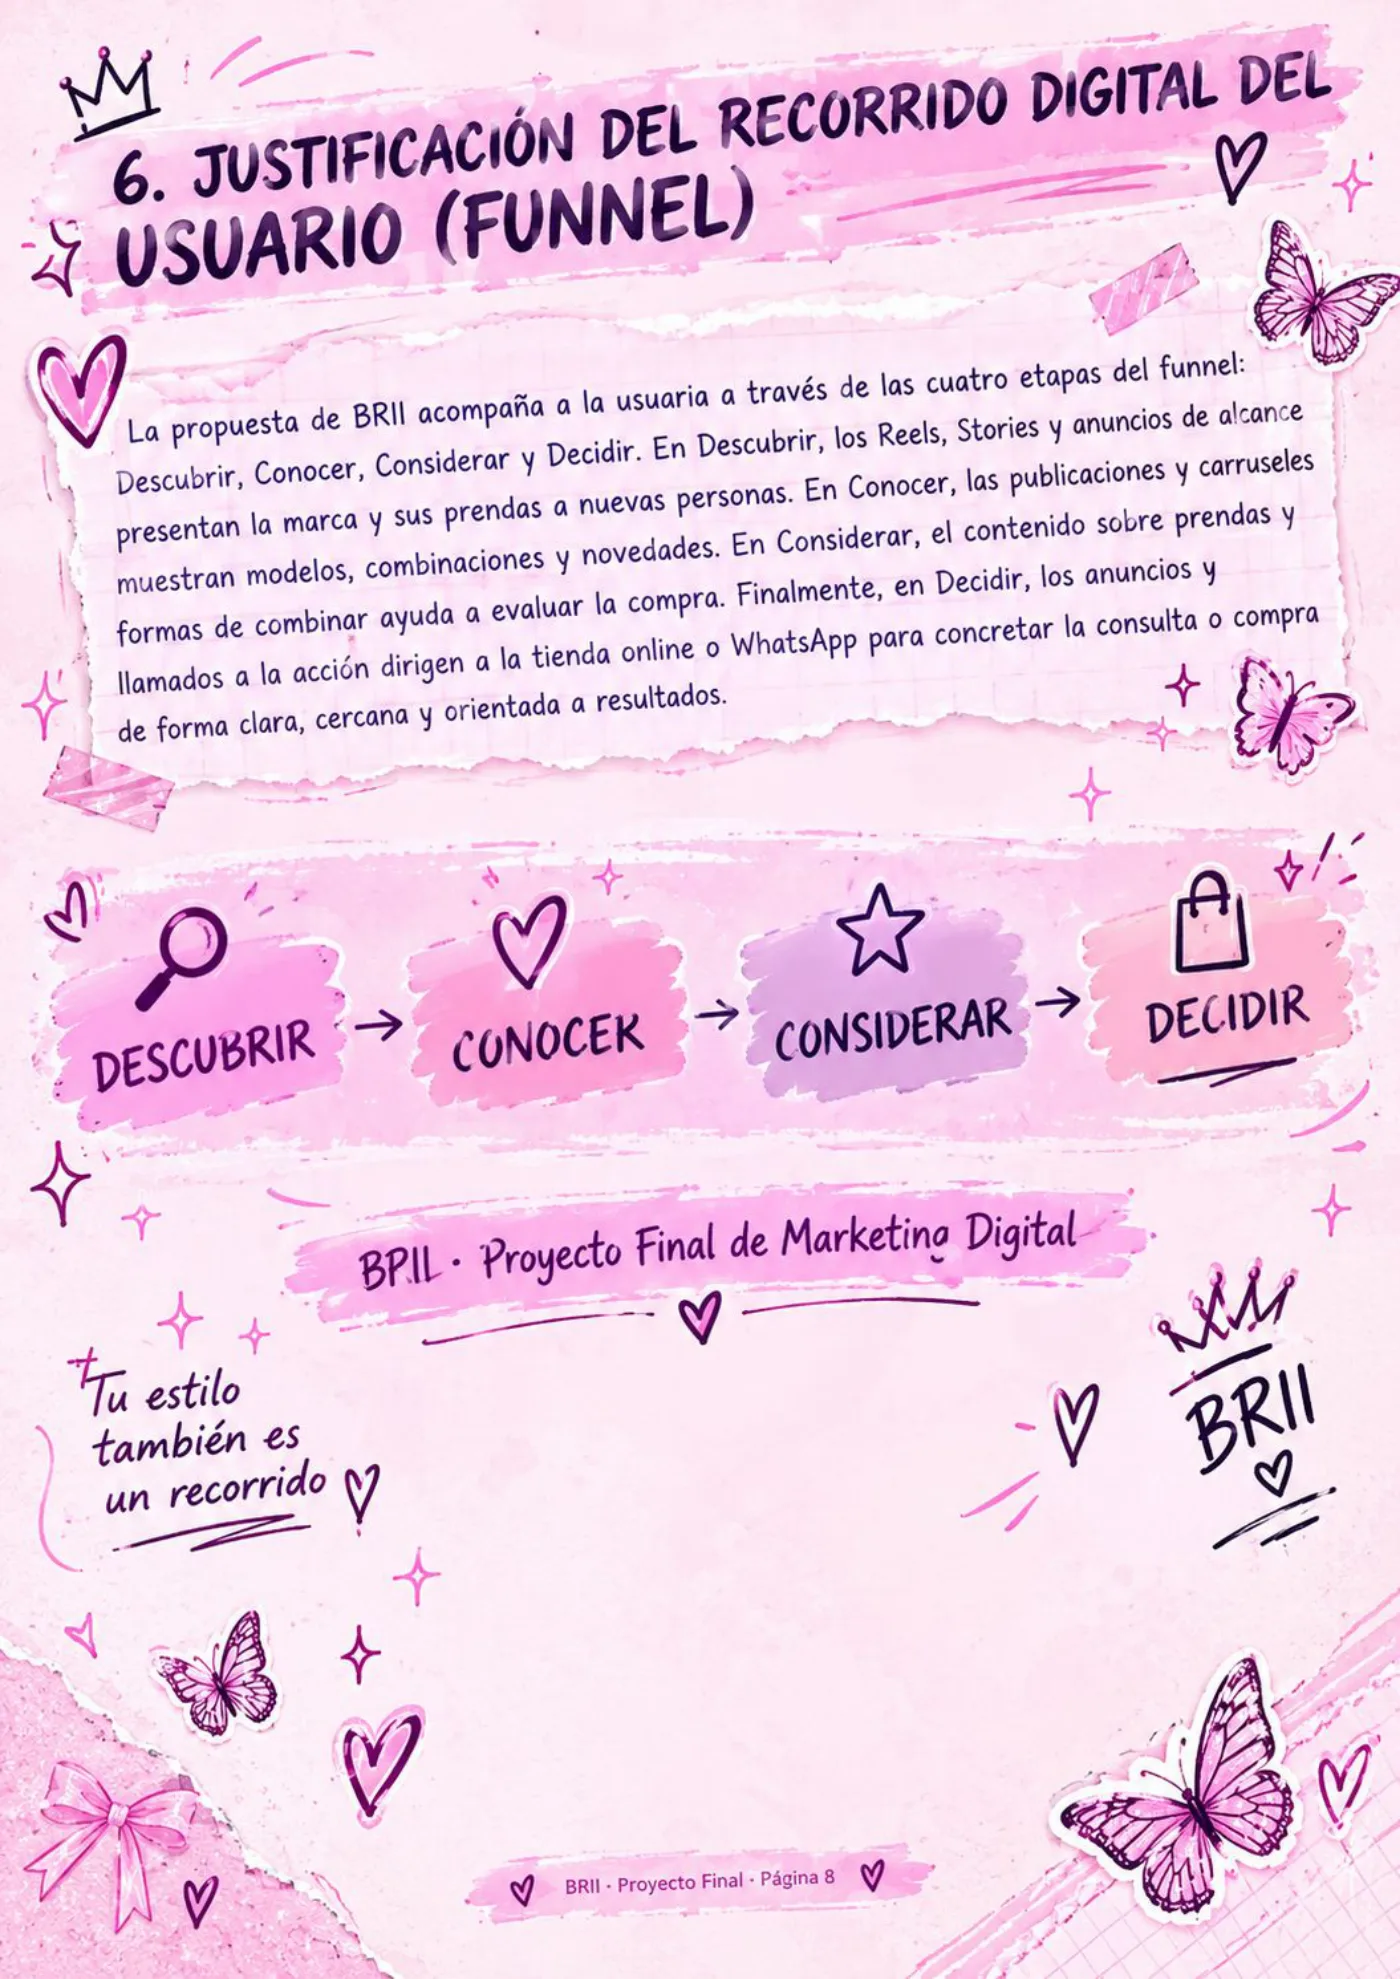 6. JUSTIFICACIÓN DEL RECORRIDO DIGITAL DEL
USUARIO (FUNNEL)
La propuesta de BRII acompaña a la usuaria a través de las cuatro etapas del funnel:
Descubrir, Conocer, Considerar y Decidir. En Descubrir, los Reels, Stories y anuncios de alcance
presentan la marca y sus prendas a nuevas personas. En Conocer, las publicaciones y carruseles
muestran modelos, combinaciones y novedades. En Considerar, el contenido sobre prendas y
formas de combinar ayuda a evaluar la compra. Finalmente, en Decidir, los anuncios y
llamados a la acción dirigen a la tienda online o WhatsApp para concretar la consulta o compra
de forma clara, cercana y orientada a resultados.
DESCUBRIR → CONOCER → CONSIDERAR → DECIDIR
BRII · Proyecto Final de Marketing Digital
Tu estilo
también es
un recorrido
BRII
BRII · Proyecto Final · Página 8